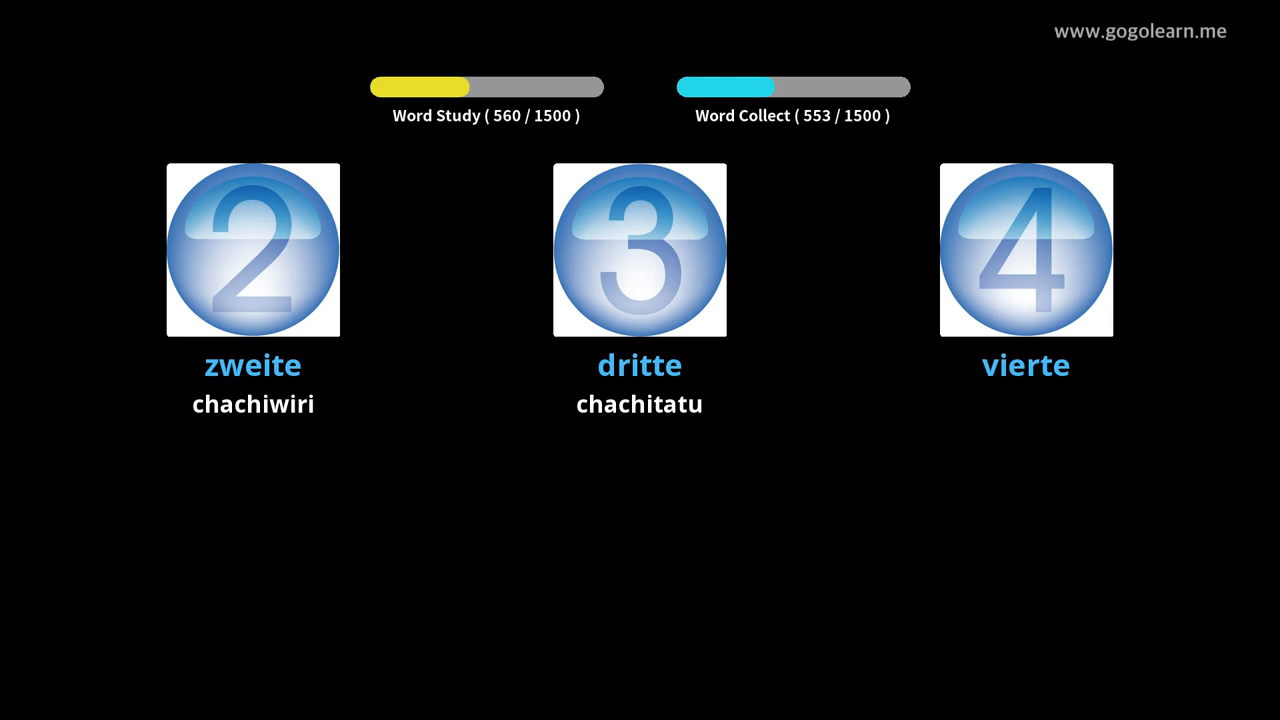 www.gogolearn.me
Word Study ( 560 / 1500 )
Word Collect ( 553 / 1500 )
2
3
4
zweite
dritte
vierte
chachiwiri
chachitatu